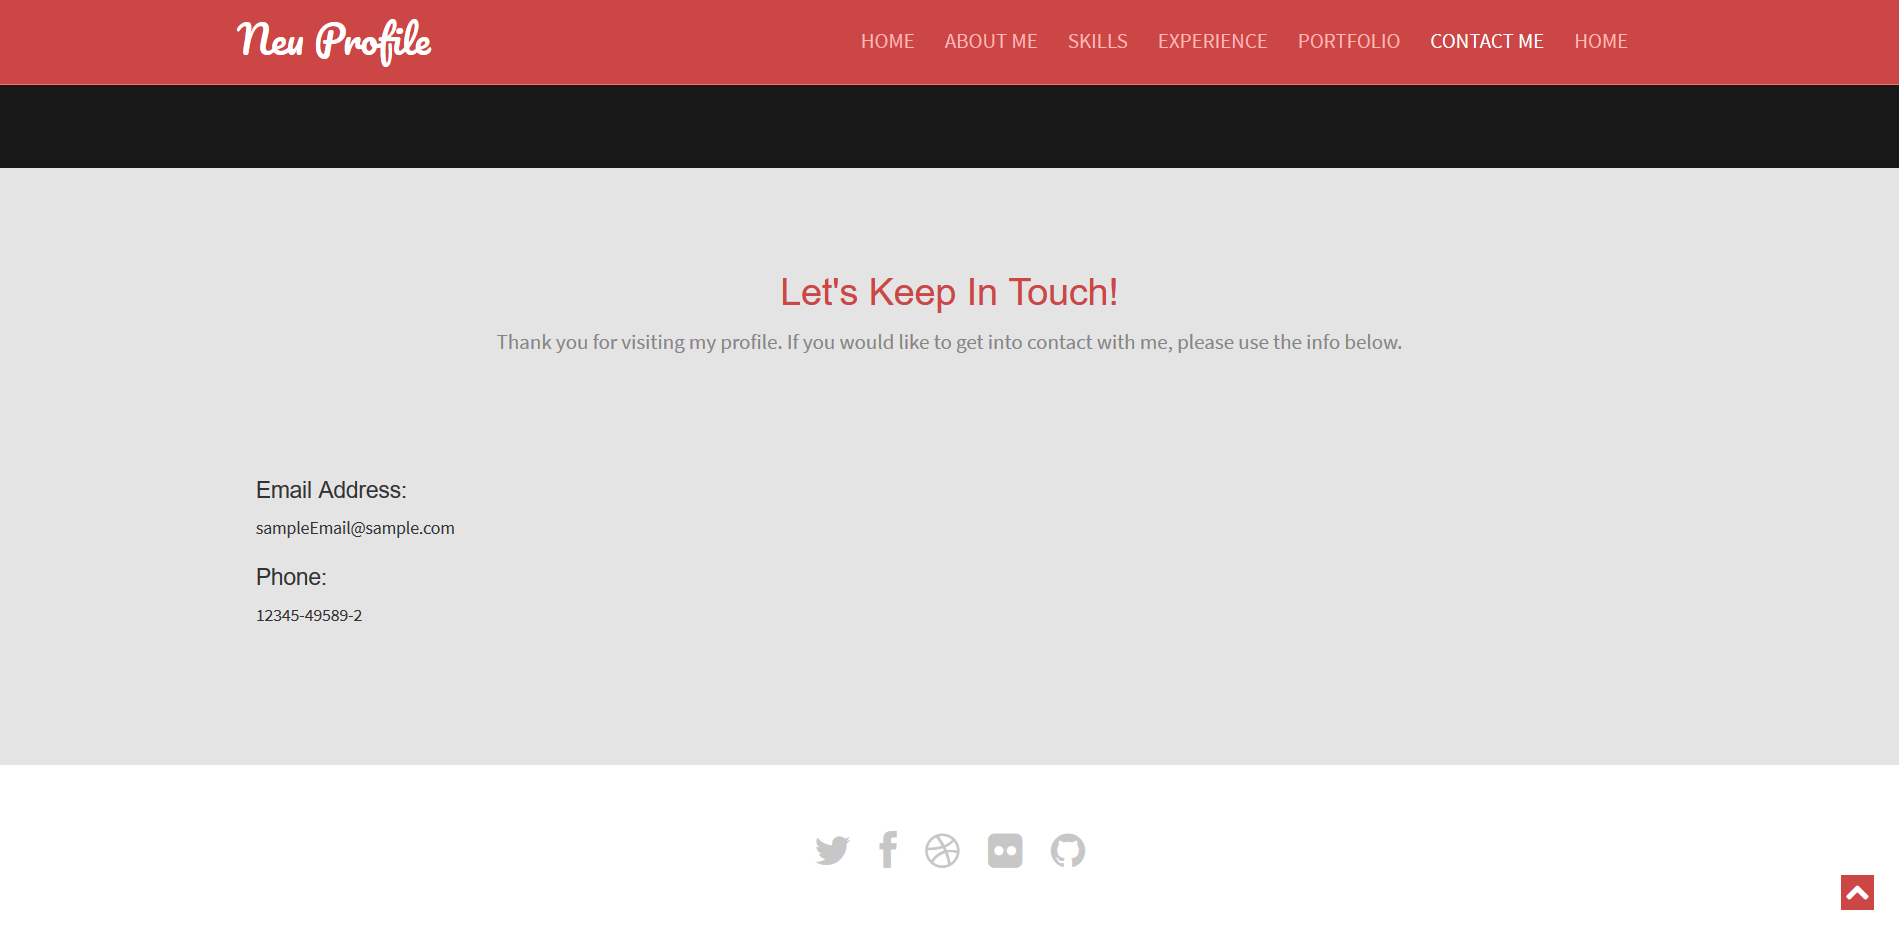 Neu Profile
HOME ABOUT ME SKILLS EXPERIENCE PORTFOLIO CONTACT ME HOME
Let's Keep In Touch!
Thank you for visiting my profile. If you would like to get into contact with me, please use the info below.
Email Address:
sampleEmail@sample.com
Phone:
12345-49589-2